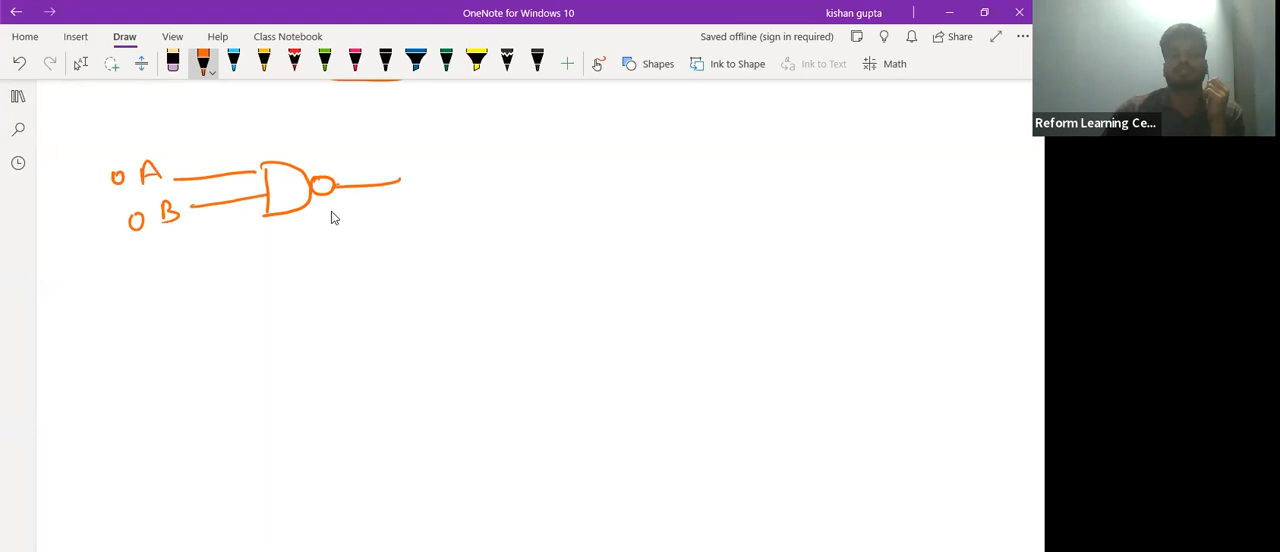 OneNote for Windows 10
kishan gupta
Home Insert Draw View Help Class Notebook
Saved offline (sign in required)
Share
Shapes
Ink to Shape
Ink to Text
Math
Reform Learning Ce...
0 A
0 B